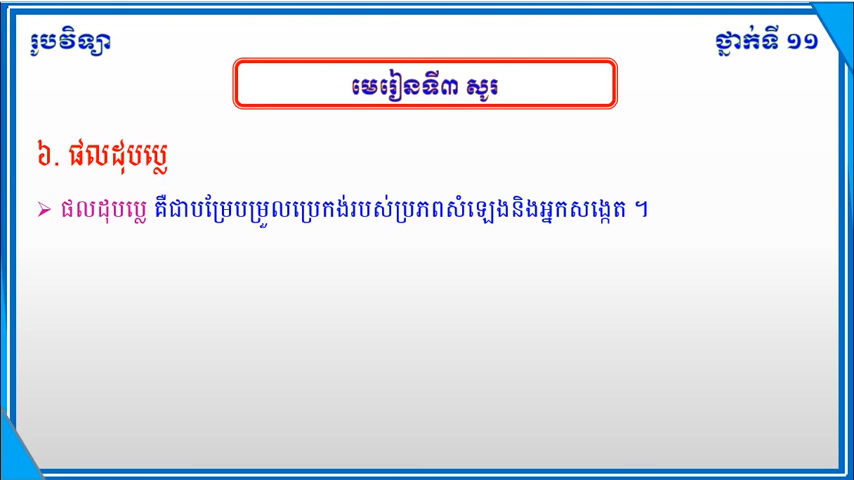 រូបវិទ្យា
ថ្នាក់ទី ១១
មេរៀនទី៣ សូរ
៦. ផលដុបប្លេ
➢ ផលដុបប្លេ គឺជាបម្រែបម្រួលប្រេកង់របស់ប្រភពសំឡេងនិងអ្នកសង្កេត ។